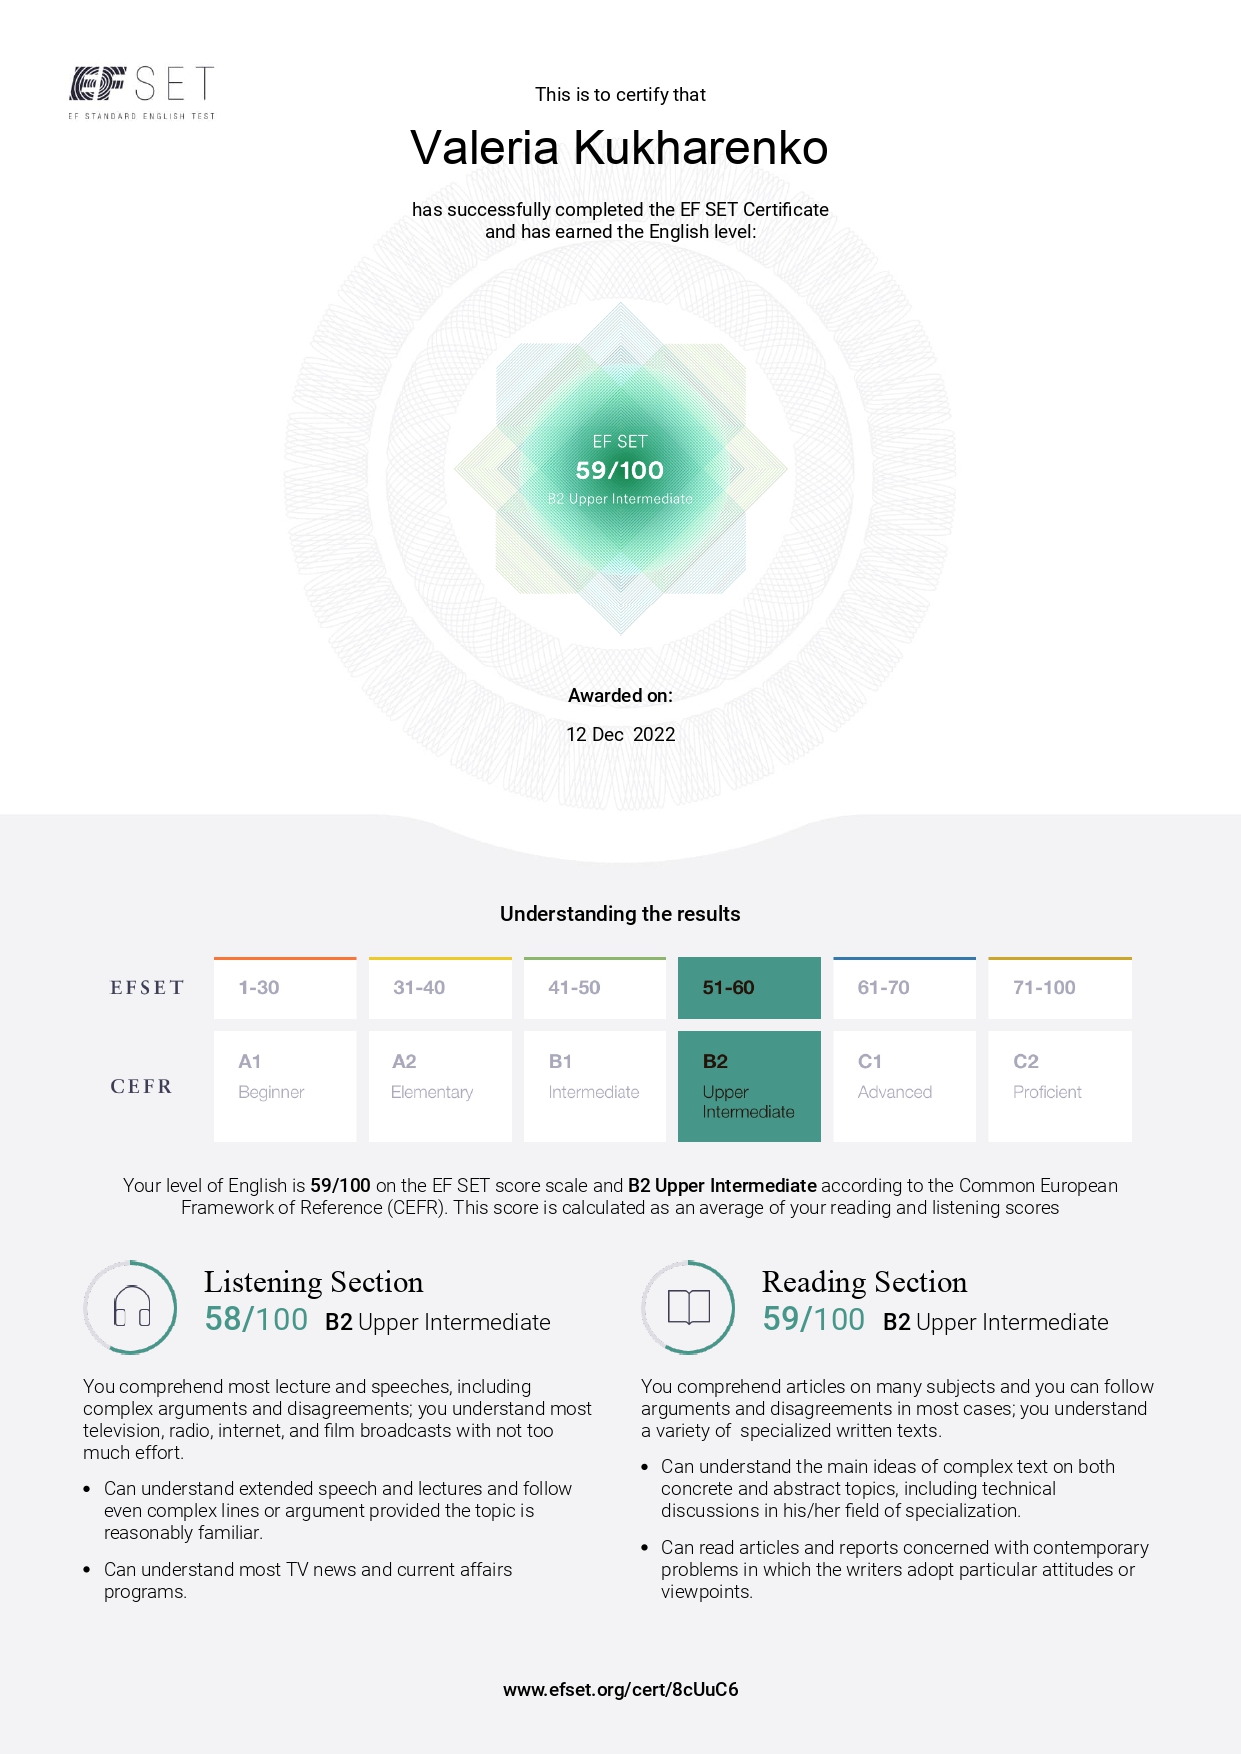 EF SET
EF STANDARD ENGLISH TEST
This is to certify that
Valeria Kukharenko
has successfully completed the EF SET Certificate
and has earned the English level:
EF SET
59/100
B2 Upper Intermediate
Awarded on:
12 Dec  2022
Understanding the results
EFSET 1-30 31-40 41-50 51-60 61-70 71-100
CEFR
A1 A2 B1 B2 C1 C2
Beginner Elementary Intermediate Upper Advanced Proficient
Intermediate
Your level of English is 59/100 on the EF SET score scale and B2 Upper Intermediate according to the Common European
Framework of Reference (CEFR). This score is calculated as an average of your reading and listening scores
Listening Section
58/100 B2 Upper Intermediate
You comprehend most lecture and speeches, including
complex arguments and disagreements; you understand most
television, radio, internet, and film broadcasts with not too
much effort.
• Can understand extended speech and lectures and follow
even complex lines or argument provided the topic is
reasonably familiar.
• Can understand most TV news and current affairs
programs.
Reading Section
59/100 B2 Upper Intermediate
You comprehend articles on many subjects and you can follow
arguments and disagreements in most cases; you understand
a variety of  specialized written texts.
• Can understand the main ideas of complex text on both
concrete and abstract topics, including technical
discussions in his/her field of specialization.
• Can read articles and reports concerned with contemporary
problems in which the writers adopt particular attitudes or
viewpoints.
www.efset.org/cert/8cUuC6